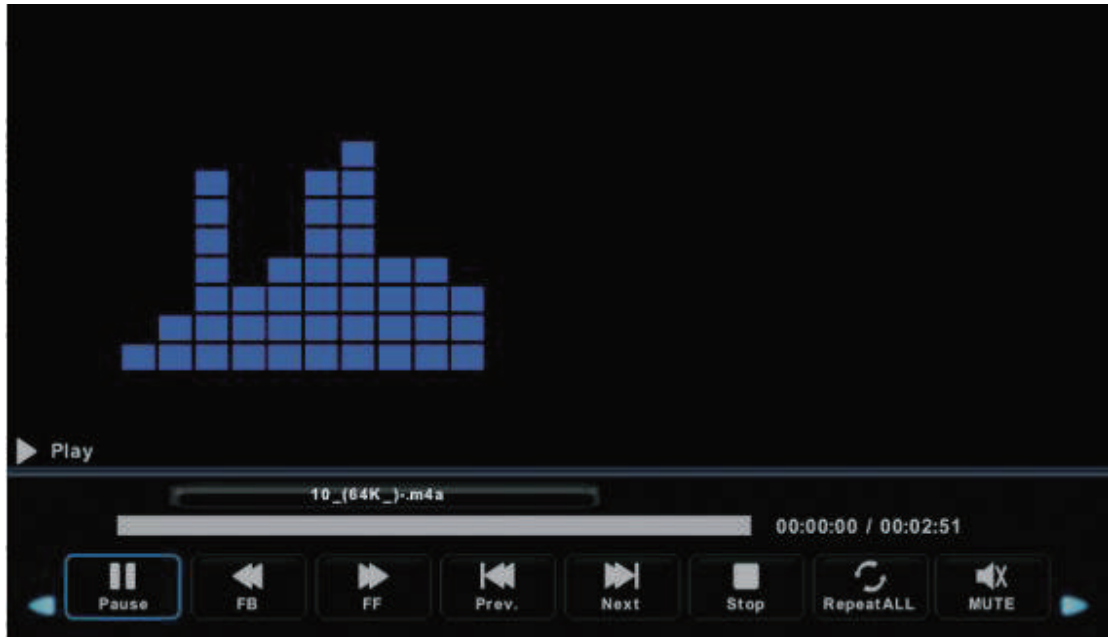 Play
10_(64K_)-.m4a
00:00:00 / 00:02:51
Pause FB FF Prev. Next Stop RepeatALL MUTE